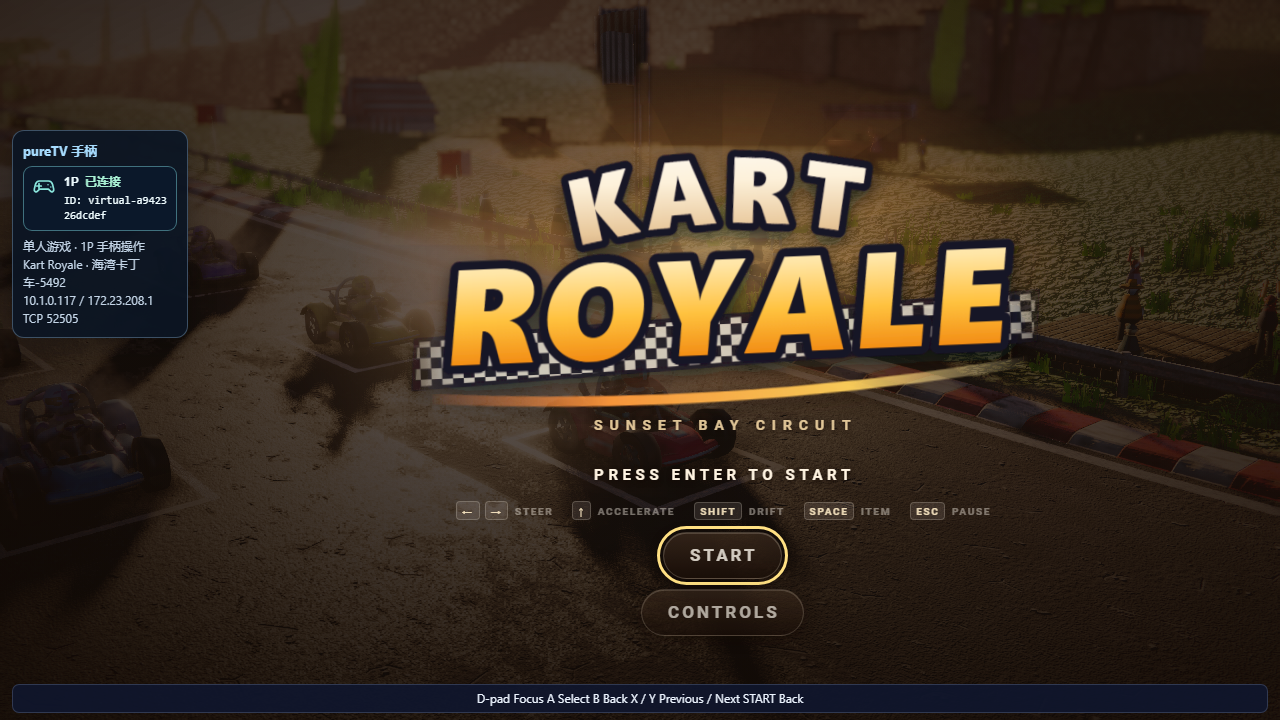 pureTV 手柄
1P 已连接
ID: virtual-a9423
26dcdef
单人游戏 · 1P 手柄操作
Kart Royale · 海湾卡丁
车-5492
10.1.0.117 / 172.23.208.1
TCP 52505
KART
ROYALE
SUNSET BAY CIRCUIT
PRESS ENTER TO START
← → STEER ↑ ACCELERATE SHIFT DRIFT SPACE ITEM ESC PAUSE
START
CONTROLS
D-pad Focus A Select B Back X / Y Previous / Next START Back